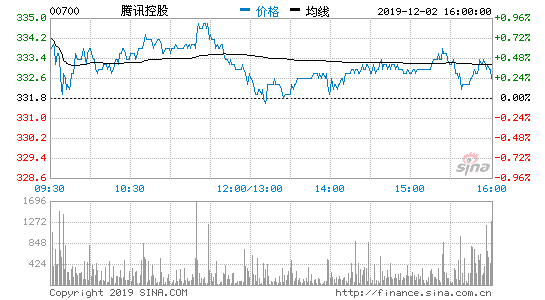 00700 腾讯控股 价格 均线 2019-12-02 16:00:00
335.0 0.96%
334.2 0.72%
333.4 0.48%
332.6 0.24%
331.8 0.00%
331.0 0.24%
330.2 0.48%
329.4 0.72%
328.6 0.96%
sina
新浪财经
09:30 10:30 12:00/13:00 14:00 15:00 16:00
1696
1272
848
424
Copyright 2019 SINA.COM http://finance.sina.com.cn